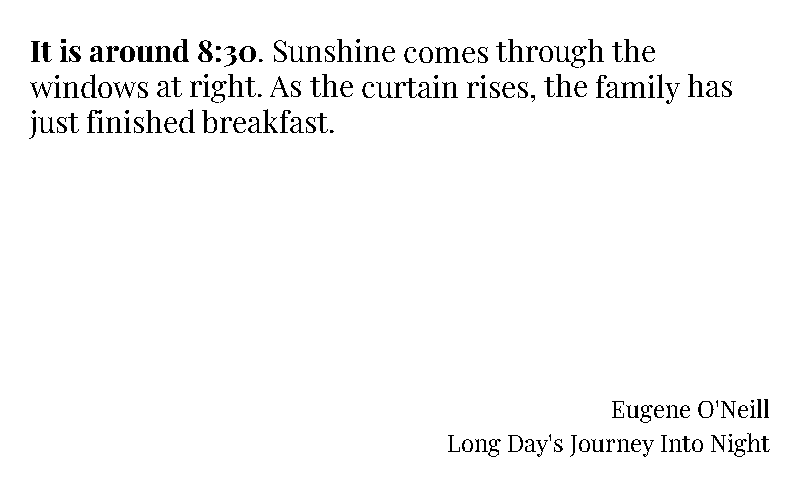 It is around 8:30. Sunshine comes through the
windows at right. As the curtain rises, the family has
just finished breakfast.
Eugene O'Neill
Long Day's Journey Into Night